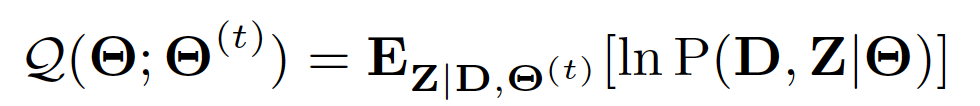 𝒬(𝚯; 𝚯⁽ᵗ⁾) = 𝐄_{𝐙|𝐃,𝚯⁽ᵗ⁾}[ln P(𝐃, 𝐙|𝚯)]